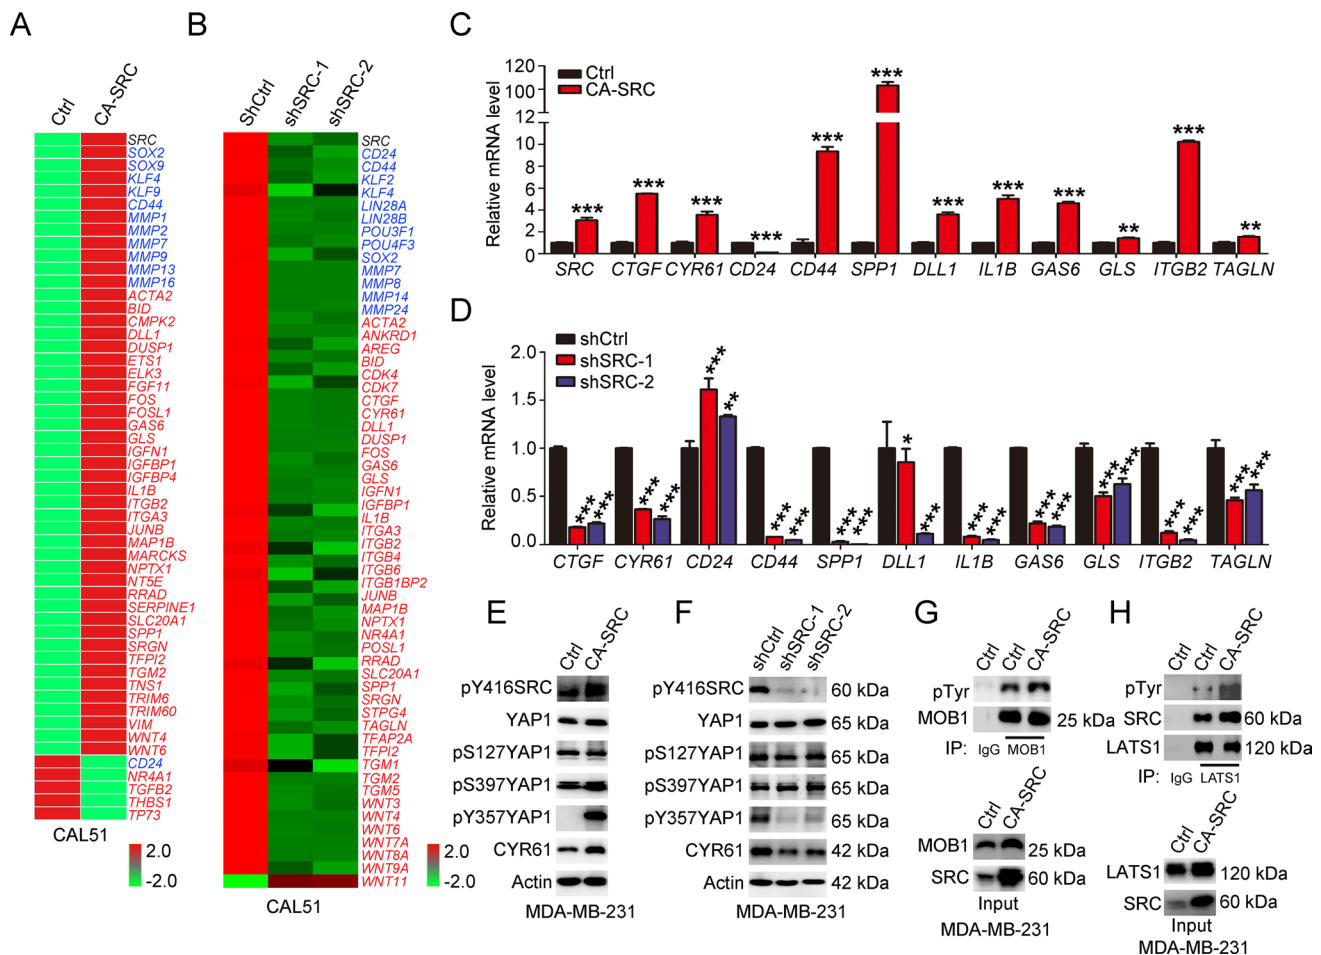 A
Ctrl
CA-SRC
SRC
SOX2
SOX9
KLF4
KLF9
CD44
MMP1
MMP2
MMP7
MMP9
MMP13
MMP16
ACTA2
BID
CMPK2
DLL1
DUSP1
ETS1
ELK3
FGF11
FOS
FOSL1
GAS6
GLS
IGFN1
IGFBP1
IGFBP4
IL1B
ITGB2
ITGA3
JUNB
MAP1B
MARCKS
NPTX1
NT5E
RRAD
SERPINE1
SLC20A1
SPP1
SRGN
TFPI2
TGM2
TNS1
TRIM6
TRIM60
VIM
WNT4
WNT6
CD24
NR4A1
TGFB2
THBS1
TP73
CAL51
2.0
-2.0
B
ShCtrl
shSRC-1
shSRC-2
SRC
CD24
CD44
KLF2
KLF4
LIN28A
LIN28B
POU3F1
POU4F3
SOX2
MMP7
MMP8
MMP14
MMP24
ACTA2
ANKRD1
AREG
BID
CDK4
CDK7
CTGF
CYR61
DLL1
DUSP1
FOS
GAS6
GLS
IGFN1
IGFBP1
IL1B
ITGA3
ITGB2
ITGB4
ITGB6
ITGB1BP2
JUNB
MAP1B
NPTX1
NR4A1
POSL1
RRAD
SLC20A1
SPP1
SRGN
STPG4
TAGLN
TFAP2A
TFPI2
TGM1
TGM2
TGM5
WNT3
WNT4
WNT6
WNT7A
WNT8A
WNT9A
WNT11
CAL51
2.0
-2.0
C
Relative mRNA level
120
100
12
10
8
6
4
2
0
Ctrl
CA-SRC
*** *** *** *** *** *** *** *** *** ** *** **
SRC CTGF CYR61 CD24 CD44 SPP1 DLL1 IL1B GAS6 GLS ITGB2 TAGLN
D
Relative mRNA level
2.0
1.5
1.0
0.5
0.0
shCtrl
shSRC-1
shSRC-2
*** *** *** *** *** ** *** *** *** *** * *** *** *** *** *** *** *** *** *** *** ***
CTGF CYR61 CD24 CD44 SPP1 DLL1 IL1B GAS6 GLS ITGB2 TAGLN
E
Ctrl
CA-SRC
pY416SRC
YAP1
pS127YAP1
pS397YAP1
pY357YAP1
CYR61
Actin
MDA-MB-231
F
shCtrl
shSRC-1
shSRC-2
pY416SRC 60 kDa
YAP1 65 kDa
pS127YAP1 65 kDa
pS397YAP1 65 kDa
pY357YAP1 65 kDa
CYR61 42 kDa
Actin 42 kDa
MDA-MB-231
G
Ctrl
Ctrl
CA-SRC
pTyr
MOB1 25 kDa
IP: IgG MOB1
Ctrl
CA-SRC
MOB1 25 kDa
SRC 60 kDa
Input
MDA-MB-231
H
Ctrl
Ctrl
CA-SRC
pTyr
SRC 60 kDa
LATS1 120 kDa
IP: IgG LATS1
Ctrl
CA-SRC
LATS1 120 kDa
SRC 60 kDa
Input
MDA-MB-231